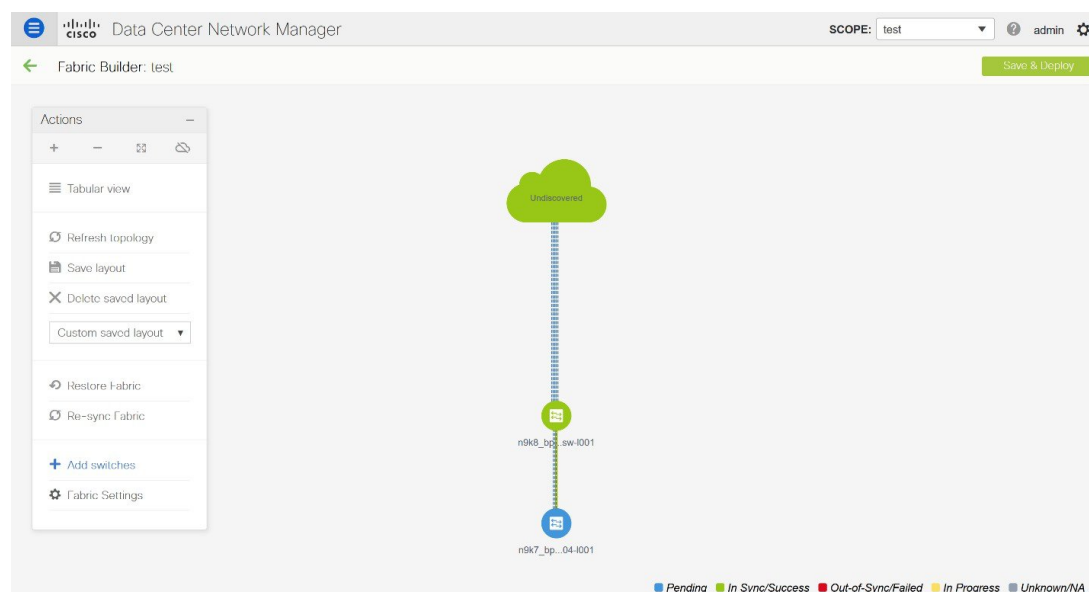 CISCO Data Center Network Manager
SCOPE: test
admin
Fabric Builder: test
Save & Deploy
Actions
Tabular view
Refresh topology
Save layout
Delete saved layout
Custom saved layout
Restore Fabric
Re-sync Fabric
Add switches
Fabric Settings
Undiscovered
n9k8_bp...sw-l001
n9k7_bp...04-l001
Pending In Sync/Success Out-of-Sync/Failed In Progress Unknown/NA